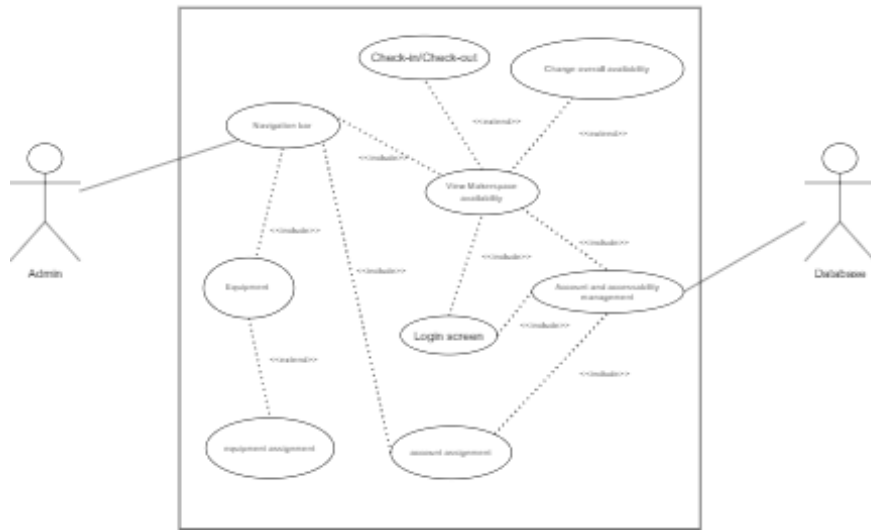 Check-in/Check-out
Change overall availability
Navigation bar
<<extend>>
<<extend>>
<<include>>
View Makerspace
availability
<<include>>
<<include>>
<<include>>
<<include>>
Admin
Database
Equipment
Account and accessability
management
Login screen
<<include>>
<<extend>>
<<include>>
equipment assignment
account assignment